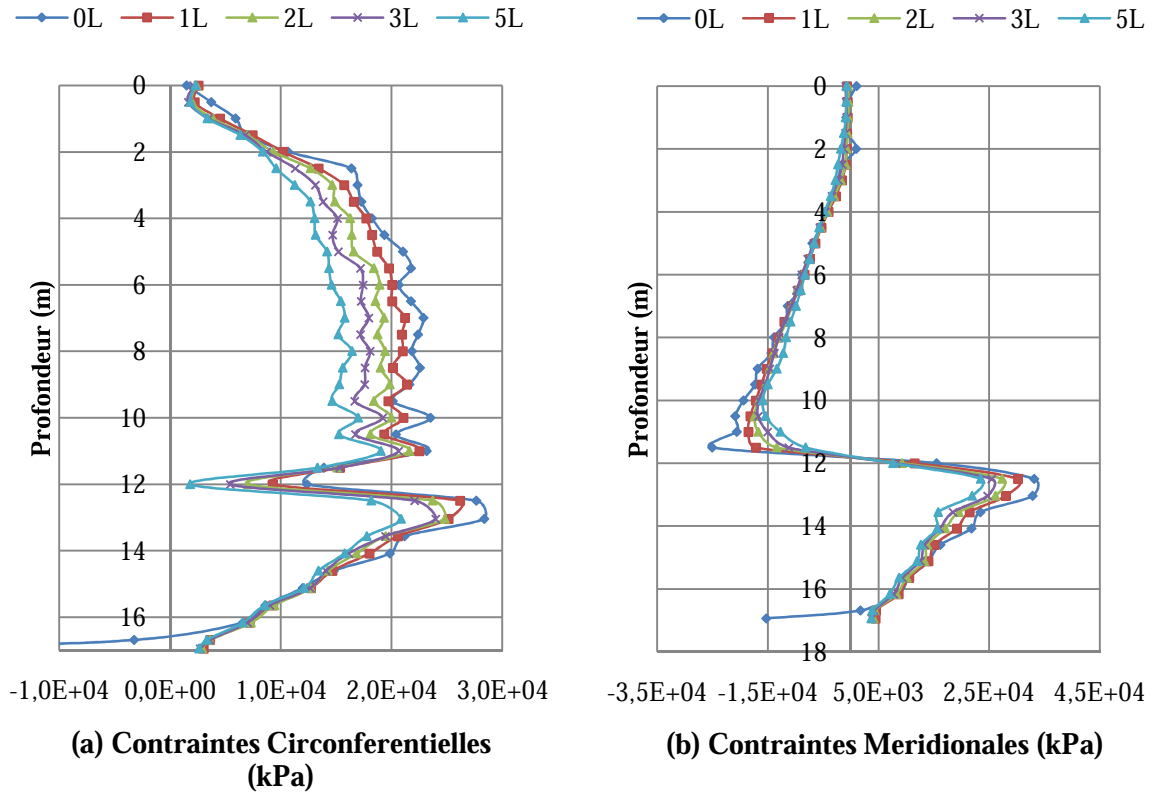 0L 1L 2L 3L 5L
0
2
4
6
8
10
12
14
16
Profondeur (m)
-1,0E+04 0,0E+00 1,0E+04 2,0E+04 3,0E+04
(a) Contraintes Circonferentielles
(kPa)
0L 1L 2L 3L 5L
0
2
4
6
8
10
12
14
16
18
Profondeur (m)
-3,5E+04 -1,5E+04 5,0E+03 2,5E+04 4,5E+04
(b) Contraintes Meridionales (kPa)